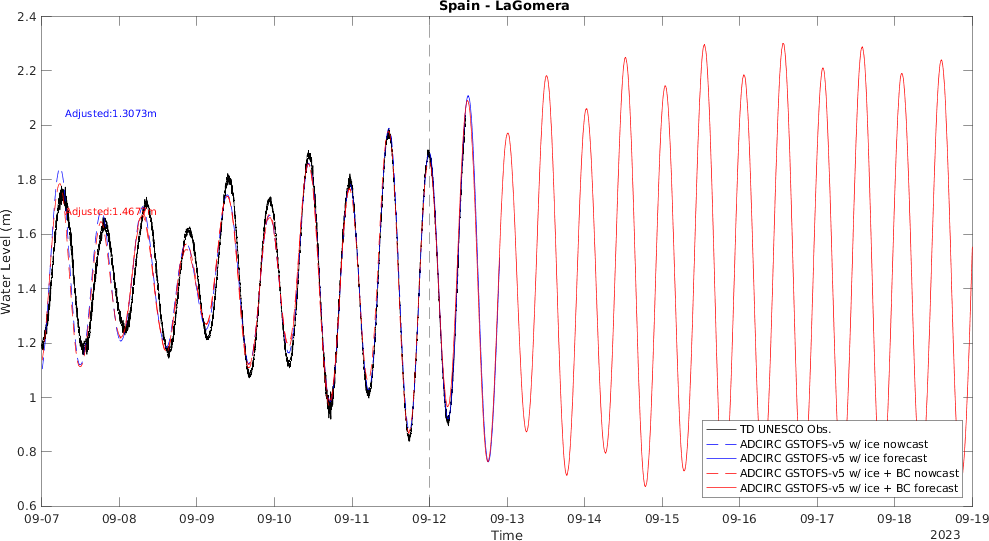 Spain - LaGomera
2.4
2.2
2
1.8
1.6
1.4
1.2
1
0.8
0.6
Water Level (m)
Adjusted:1.3073m
TD UNESCO Obs.
ADCIRC GSTOFS-v5 w/ ice nowcast
ADCIRC GSTOFS-v5 w/ ice forecast
ADCIRC GSTOFS-v5 w/ ice + BC nowcast
ADCIRC GSTOFS-v5 w/ ice + BC forecast
09-07 09-08 09-09 09-10 09-11 09-12 09-13 09-14 09-15 09-16 09-17 09-18 09-19
Time
2023